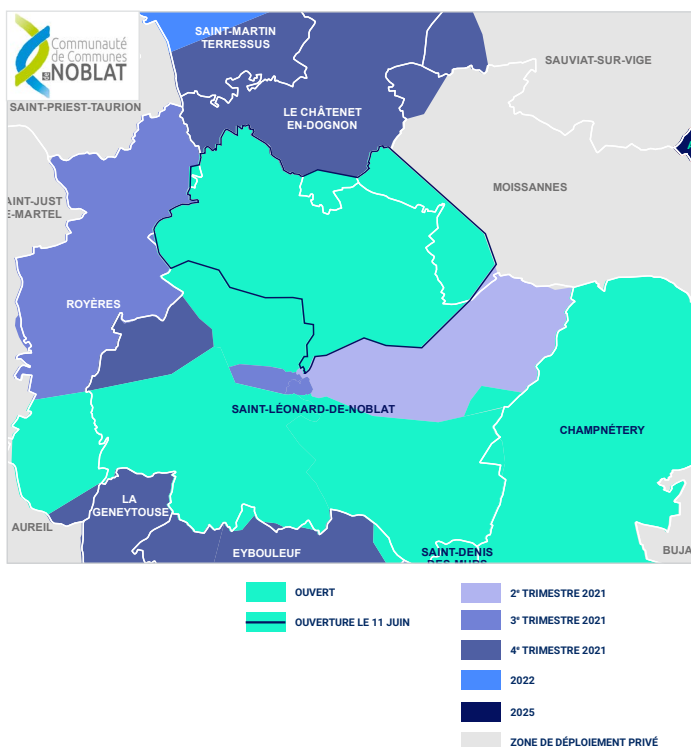 Communauté
de Communes
DE NOBLAT
SAINT-MARTIN
TERRESSUS
SAUVIAT-SUR-VIGE
SAINT-PRIEST-TAURION
LE CHÂTENET
EN-DOGNON
A
MOISSANNES
AINT-JUST
E-MARTEL
ROYÈRES
SAINT-LÉONARD-DE-NOBLAT
CHAMPNÉTERY
LA
GENEYTOUSE
AUREIL
EYBOULEUF
SAINT-DENIS
DES-MURS
BUJA
OUVERT
OUVERTURE LE 11 JUIN
2e TRIMESTRE 2021
3e TRIMESTRE 2021
4e TRIMESTRE 2021
2022
2025
ZONE DE DÉPLOIEMENT PRIVÉ